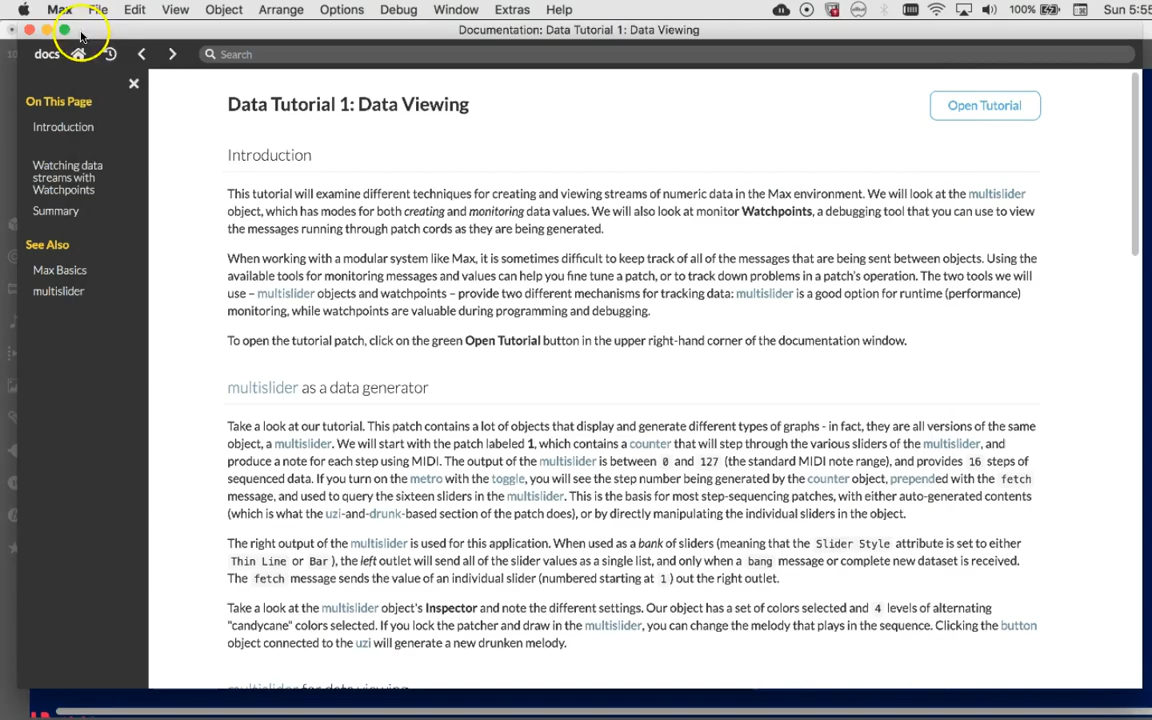 Max File Edit View Object Arrange Options Debug Window Extras Help 100% Sun 5:55
Documentation: Data Tutorial 1: Data Viewing
docs Search
On This Page
Introduction
Watching data
streams with
Watchpoints
Summary
See Also
Max Basics
multislider
Data Tutorial 1: Data Viewing
Open Tutorial
Introduction
This tutorial will examine different techniques for creating and viewing streams of numeric data in the Max environment. We will look at the multislider
object, which has modes for both creating and monitoring data values. We will also look at monitor Watchpoints, a debugging tool that you can use to view
the messages running through patch cords as they are being generated.
When working with a modular system like Max, it is sometimes difficult to keep track of all of the messages that are being sent between objects. Using the
available tools for monitoring messages and values can help you fine tune a patch, or to track down problems in a patch's operation. The two tools we will
use – multislider objects and watchpoints – provide two different mechanisms for tracking data: multislider is a good option for runtime (performance)
monitoring, while watchpoints are valuable during programming and debugging.
To open the tutorial patch, click on the green Open Tutorial button in the upper right-hand corner of the documentation window.
multislider as a data generator
Take a look at our tutorial. This patch contains a lot of objects that display and generate different types of graphs - in fact, they are all versions of the same
object, a multislider. We will start with the patch labeled 1, which contains a counter that will step through the various sliders of the multislider, and
produce a note for each step using MIDI. The output of the multislider is between 0 and 127 (the standard MIDI note range), and provides 16 steps of
sequenced data. If you turn on the metro with the toggle, you will see the step number being generated by the counter object, prepended with the fetch
message, and used to query the sixteen sliders in the multislider. This is the basis for most step-sequencing patches, with either auto-generated contents
(which is what the uzi-and-drunk-based section of the patch does), or by directly manipulating the individual sliders in the object.
The right output of the multislider is used for this application. When used as a bank of sliders (meaning that the Slider Style attribute is set to either
Thin Line or Bar), the left outlet will send all of the slider values as a single list, and only when a bang message or complete new dataset is received.
The fetch message sends the value of an individual slider (numbered starting at 1) out the right outlet.
Take a look at the multislider object's Inspector and note the different settings. Our object has a set of colors selected and 4 levels of alternating
"candycane" colors selected. If you lock the patcher and draw in the multislider, you can change the melody that plays in the sequence. Clicking the button
object connected to the uzi will generate a new drunken melody.
multislider for data viewing